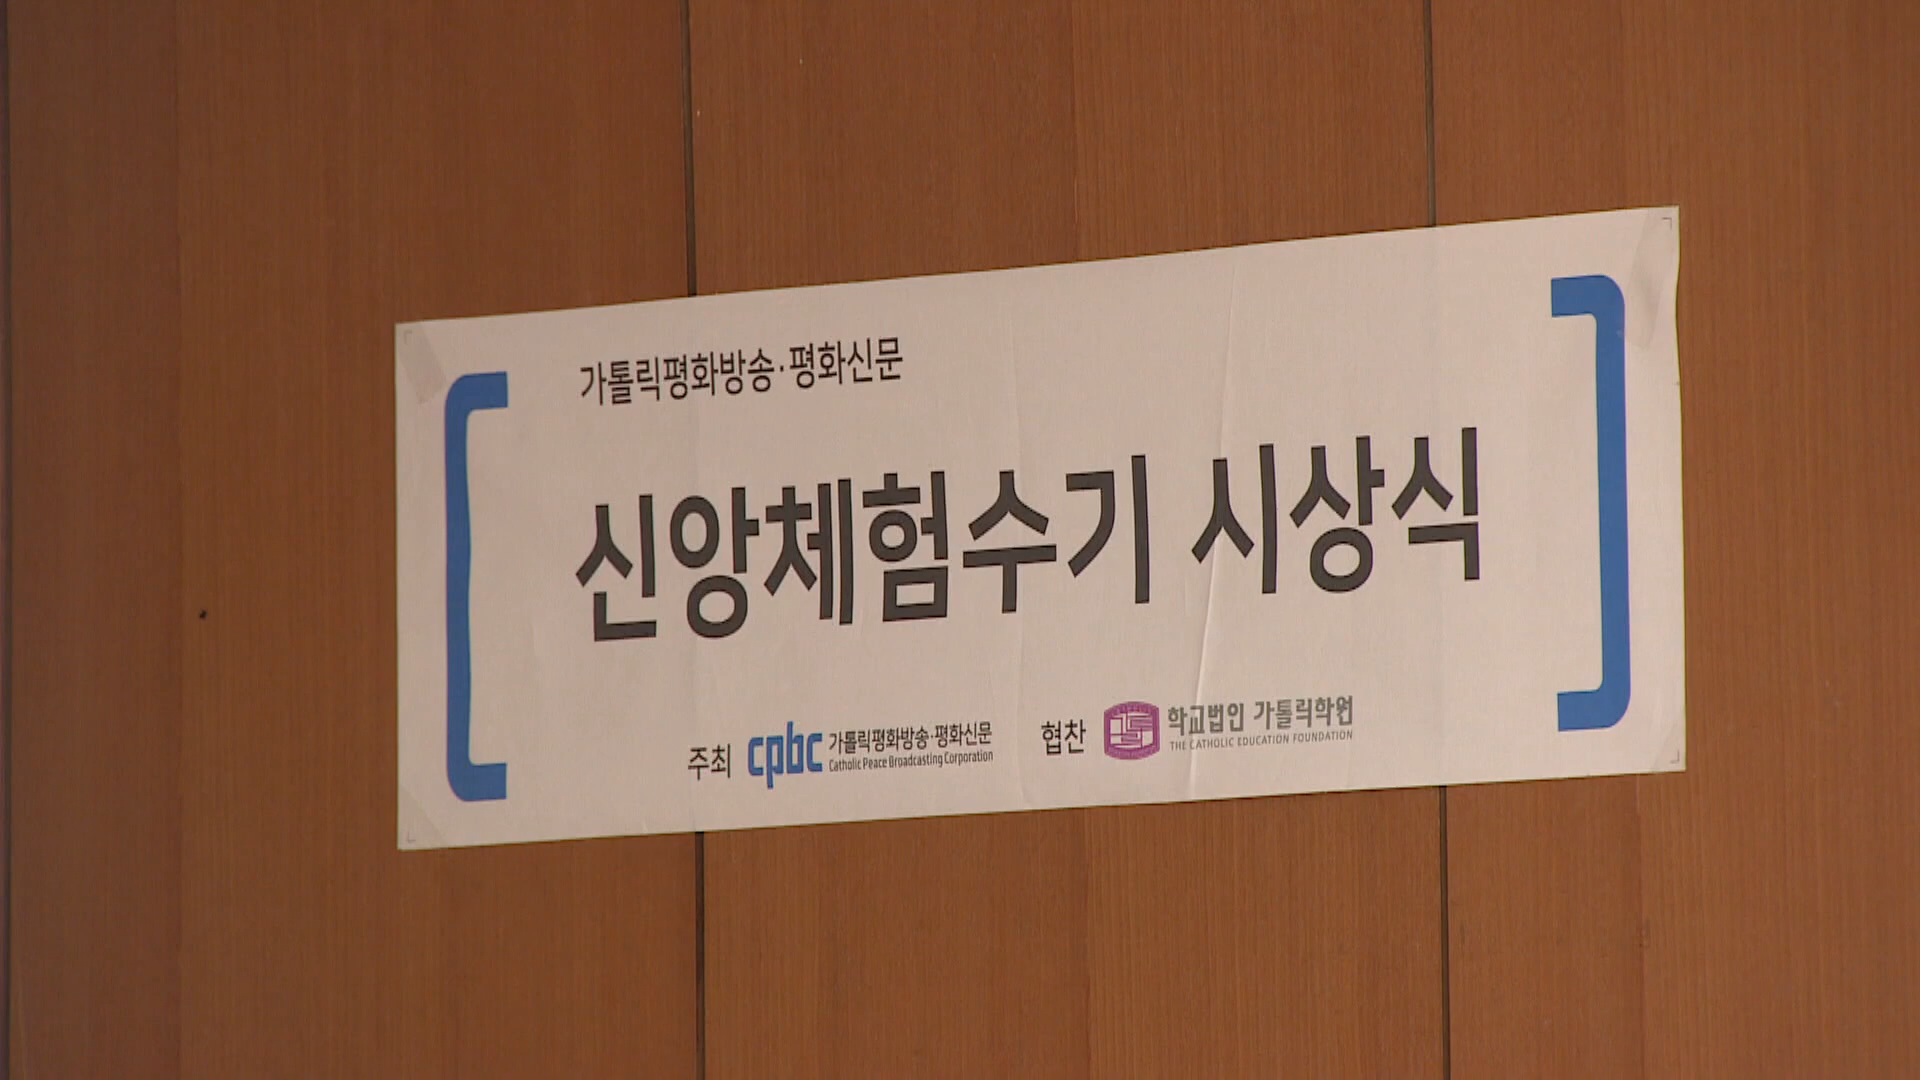 가톨릭평화방송·평화신문
신앙체험수기 시상식
주최 cpbc 가톨릭평화방송·평화신문 협찬 학교법인 가톨릭학원
Catholic Peace Broadcasting Corporation THE CATHOLIC EDUCATION FOUNDATION